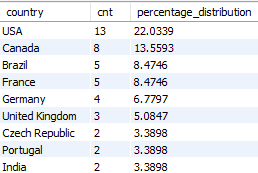 country cnt percentage_distribution
USA 13 22.0339
Canada 8 13.5593
Brazil 5 8.4746
France 5 8.4746
Germany 4 6.7797
United Kingdom 3 5.0847
Czech Republic 2 3.3898
Portugal 2 3.3898
India 2 3.3898